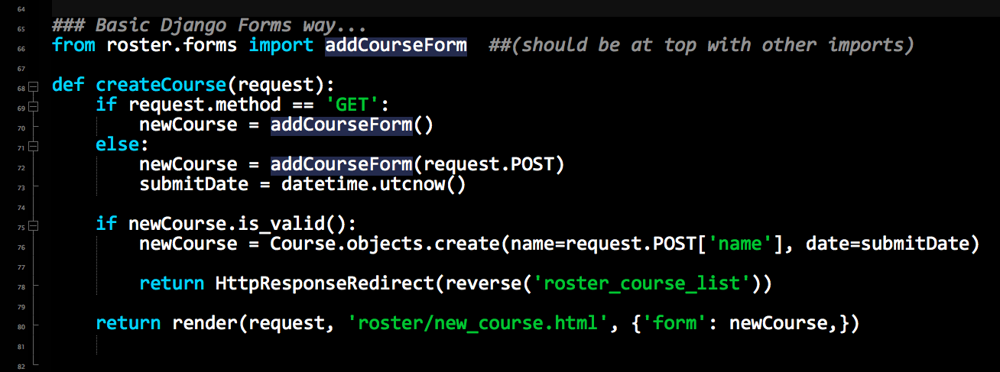 64
65 ### Basic Django Forms way...
66 from roster.forms import addCourseForm  ##(should be at top with other imports)
67
68 def createCourse(request):
69     if request.method == 'GET':
70         newCourse = addCourseForm()
71     else:
72         newCourse = addCourseForm(request.POST)
73         submitDate = datetime.utcnow()
74
75     if newCourse.is_valid():
76         newCourse = Course.objects.create(name=request.POST['name'], date=submitDate)
77
78         return HttpResponseRedirect(reverse('roster_course_list'))
79
80     return render(request, 'roster/new_course.html', {'form': newCourse,})
81
82